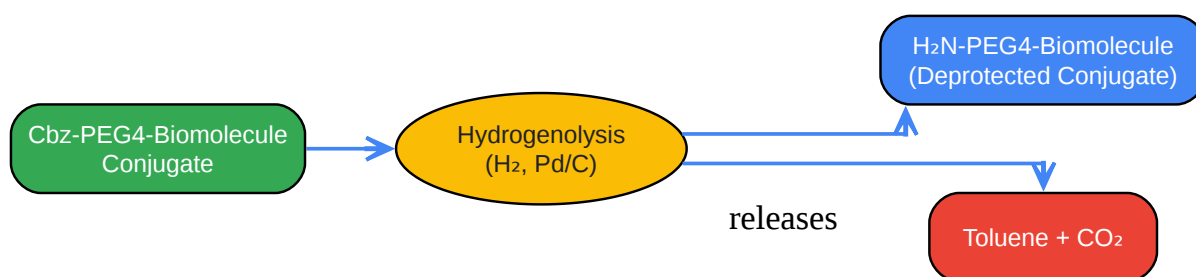 Cbz-PEG4-Biomolecule
Conjugate
Hydrogenolysis
(H₂, Pd/C)
H₂N-PEG4-Biomolecule
(Deprotected Conjugate)
releases
Toluene + CO₂